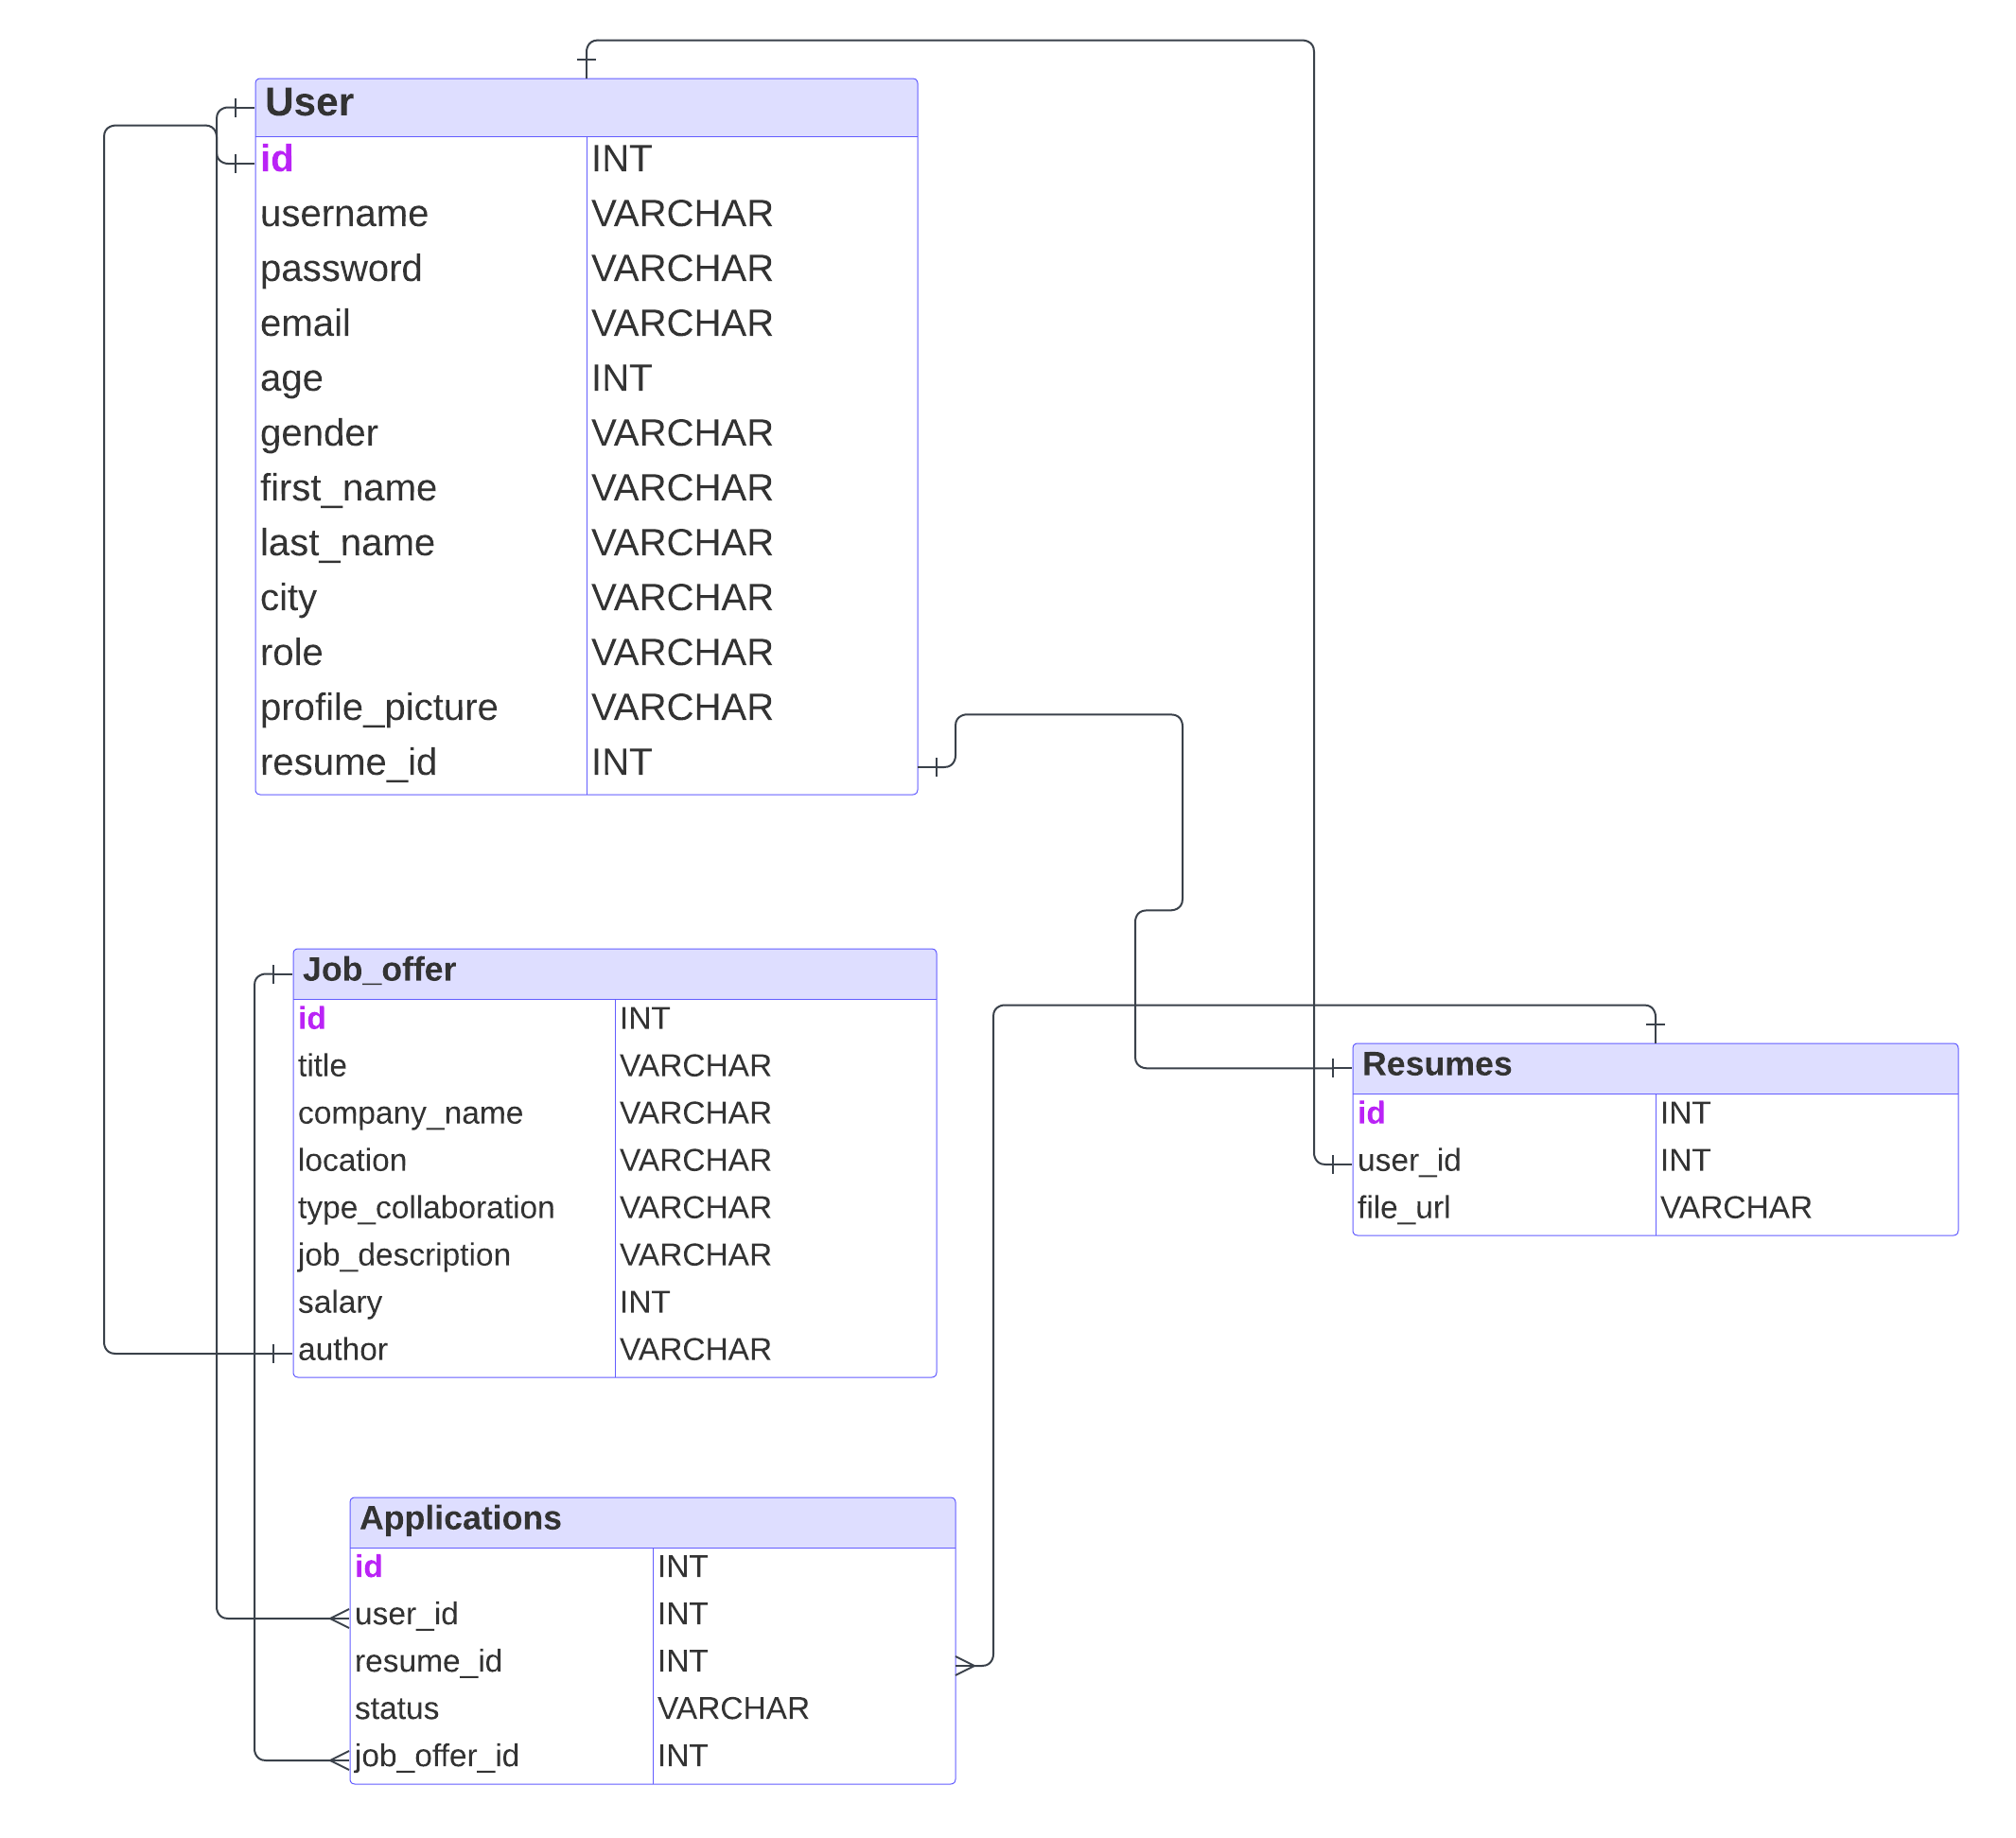 User
id INT
username VARCHAR
password VARCHAR
email VARCHAR
age INT
gender VARCHAR
first_name VARCHAR
last_name VARCHAR
city VARCHAR
role VARCHAR
profile_picture VARCHAR
resume_id INT
Job_offer
id INT
title VARCHAR
company_name VARCHAR
location VARCHAR
type_collaboration VARCHAR
job_description VARCHAR
salary INT
author VARCHAR
Resumes
id INT
user_id INT
file_url VARCHAR
Applications
id INT
user_id INT
resume_id INT
status VARCHAR
job_offer_id INT